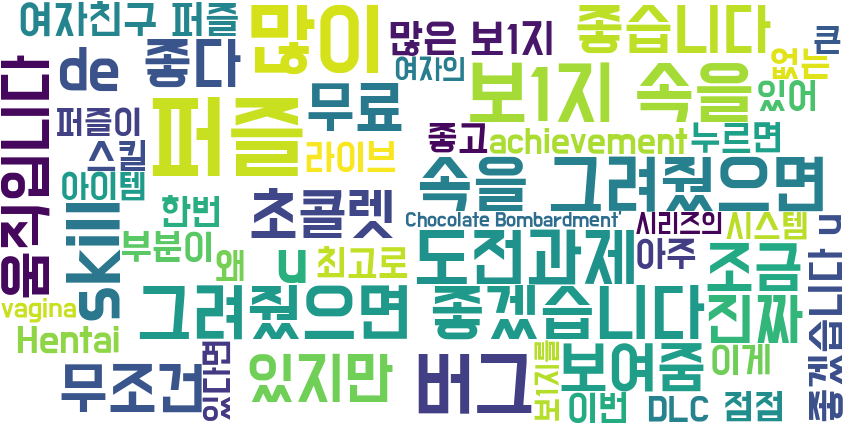 여자친구 퍼즐
많이
많은 보1지
좋습니다
큰
de
좋다
여자의
없는
움직입니다
퍼즐
무료
보1지 속을
있어
퍼즐이
좋고
achievement
누르면
스킬
라이브
아이템
속을 그려줬으면
한번
초콜렛
Chocolate Bombardment
시리즈의
시스템
u
skill
부분이
왜
u
최고로
도전과제
아주
조금
vagina
Hentai
그려줬으면 좋겠습니다
진짜
좋겠습니다
무조건
있다면
있지만
버그
보1지를
보여줌
이게
이번
DLC
점점